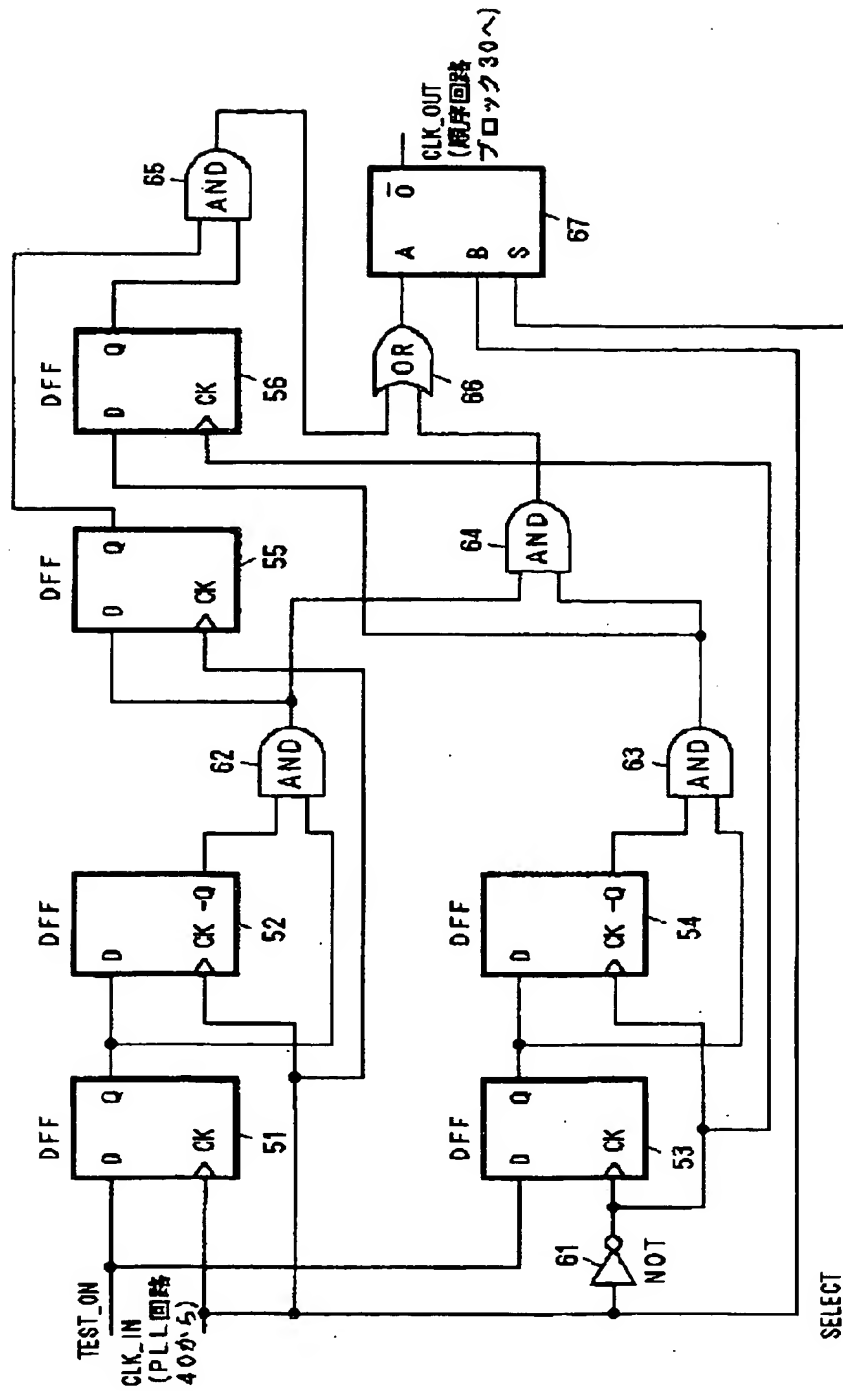 TEST_ON
CLK_IN
(PLL回路
40から)
DFF
D
Q
CK
51
DFF
D
CK
-Q
52
62
AND
DFF
D
Q
CK
55
DFF
D
Q
CK
56
65
AND
61
NOT
DFF
D
Q
CK
53
DFF
D
CK
-Q
54
63
AND
64
AND
OR
66
A
B
S
O
67
CLK_OUT
(順序回路
ブロック30へ)
SELECT